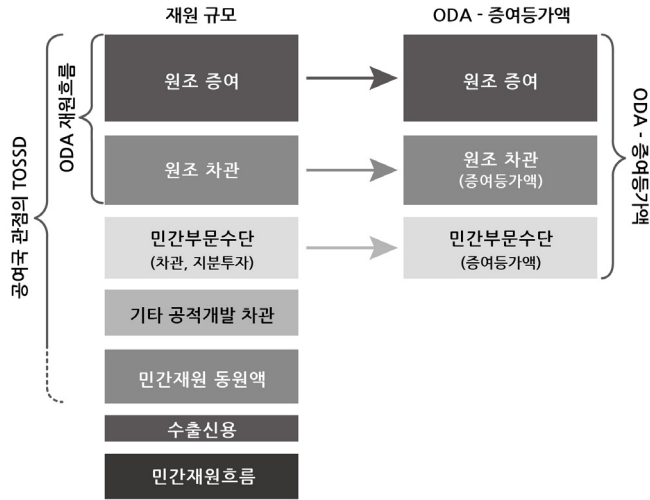 재원 규모
ODA - 증여등가액
공여국 관점의 TOSSD
ODA 재원흐름
원조 증여
원조 증여
원조 차관
원조 차관
(증여등가액)
민간부문수단
(차관, 지분투자)
민간부문수단
(증여등가액)
ODA - 증여등가액
기타 공적개발 차관
민간재원 동원액
수출신용
민간재원흐름